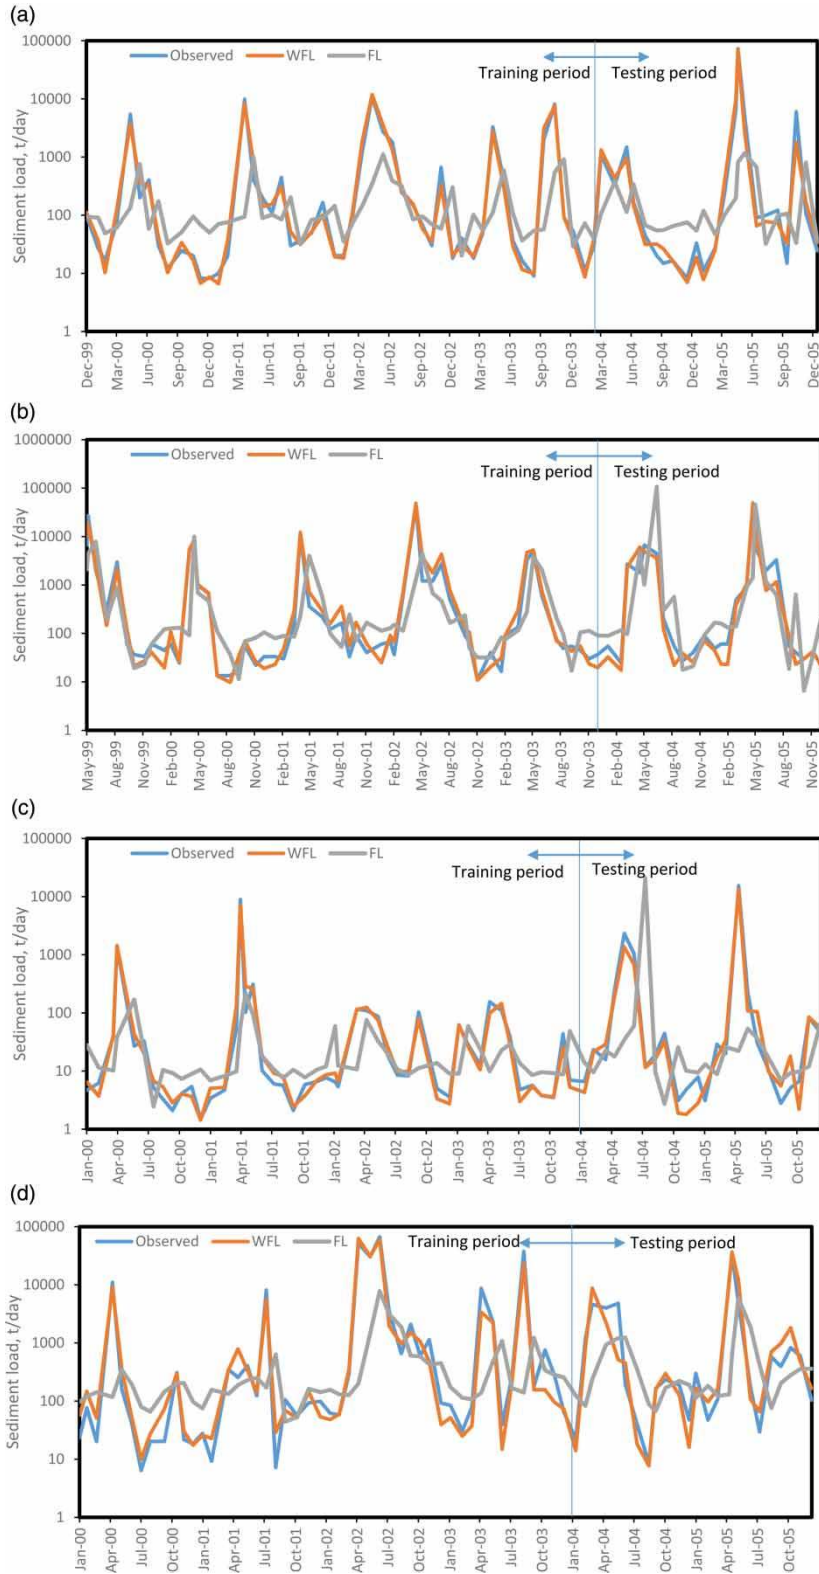 (a)
100000
Observed WFL FL
Training period Testing period
10000
1000
100
10
1
Sediment load, t/day
Dec-99 Mar-00 Jun-00 Sep-00 Dec-00 Mar-01 Jun-01 Sep-01 Dec-01 Mar-02 Jun-02 Sep-02 Dec-02 Mar-03 Jun-03 Sep-03 Dec-03 Mar-04 Jun-04 Sep-04 Dec-04 Mar-05 Jun-05 Sep-05 Dec-05
(b)
1000000
Observed WFL FL
Training period Testing period
100000
10000
1000
100
10
1
Sediment load, t/day
May-99 Aug-99 Nov-99 Feb-00 May-00 Aug-00 Nov-00 Feb-01 May-01 Aug-01 Nov-01 Feb-02 May-02 Aug-02 Nov-02 Feb-03 May-03 Aug-03 Nov-03 Feb-04 May-04 Aug-04 Nov-04 Feb-05 May-05 Aug-05 Nov-05
(c)
100000
Observed WFL FL
Training period Testing period
10000
1000
100
10
1
Sediment load, t/day
Jan-00 Apr-00 Jul-00 Oct-00 Jan-01 Apr-01 Jul-01 Oct-01 Jan-02 Apr-02 Jul-02 Oct-02 Jan-03 Apr-03 Jul-03 Oct-03 Jan-04 Apr-04 Jul-04 Oct-04 Jan-05 Apr-05 Jul-05 Oct-05
(d)
100000
Observed WFL FL
Training period Testing period
10000
1000
100
10
1
Sediment load, t/day
Jan-00 Apr-00 Jul-00 Oct-00 Jan-01 Apr-01 Jul-01 Oct-01 Jan-02 Apr-02 Jul-02 Oct-02 Jan-03 Apr-03 Jul-03 Oct-03 Jan-04 Apr-04 Jul-04 Oct-04 Jan-05 Apr-05 Jul-05 Oct-05